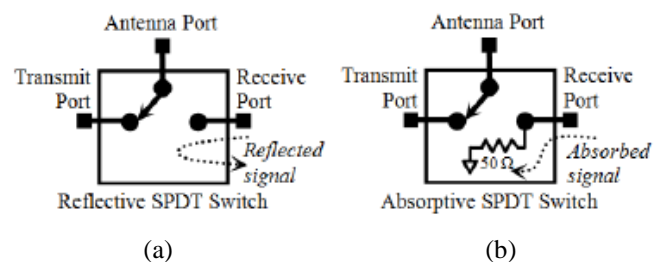 Antenna Port
Transmit Port
Receive Port
Reflected signal
Reflective SPDT Switch
(a)
Antenna Port
Transmit Port
Receive Port
50 Ω
Absorbed signal
Absorptive SPDT Switch
(b)